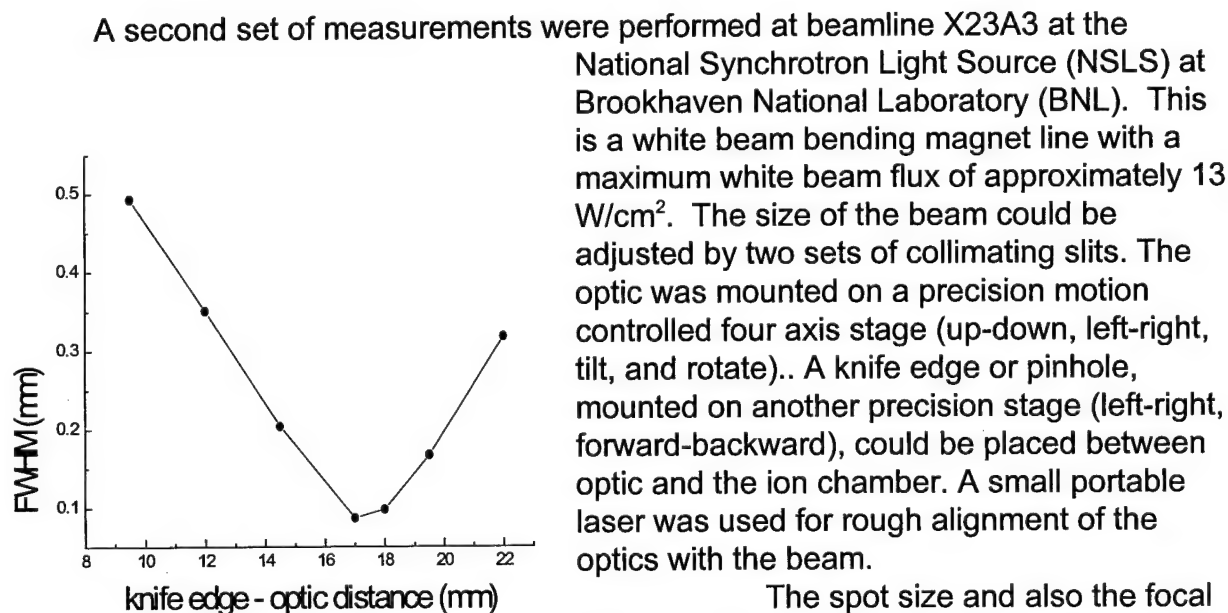 A second set of measurements were performed at beamline X23A3 at the
National Synchrotron Light Source (NSLS) at
Brookhaven National Laboratory (BNL). This
is a white beam bending magnet line with a
maximum white beam flux of approximately 13
W/cm². The size of the beam could be
adjusted by two sets of collimating slits. The
optic was mounted on a precision motion
controlled four axis stage (up-down, left-right,
tilt, and rotate).. A knife edge or pinhole,
mounted on another precision stage (left-right,
forward-backward), could be placed between
optic and the ion chamber. A small portable
laser was used for rough alignment of the
optics with the beam.
The spot size and also the focal
FWHM (mm)
0.5
0.4
0.3
0.2
0.1
8 10 12 14 16 18 20 22
knife edge - optic distance (mm)